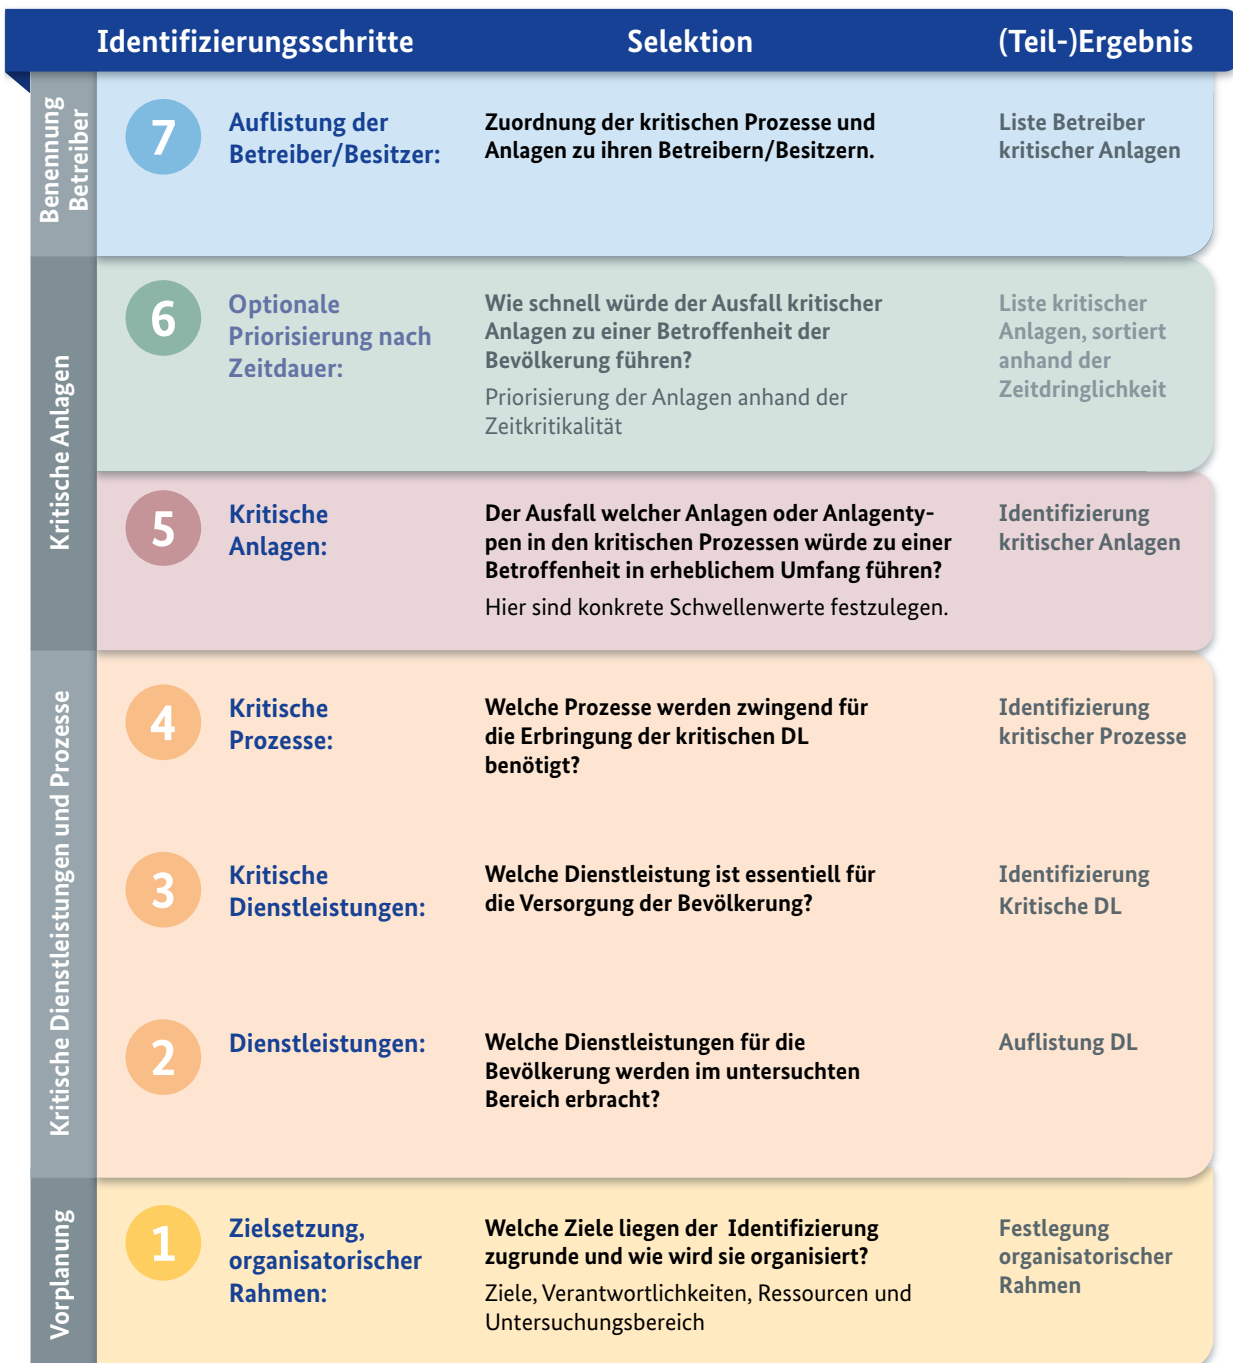 Identifizierungsschritte
Selektion
(Teil-)Ergebnis
Benennung
Betreiber
7
Auflistung der
Betreiber/Besitzer:
Zuordnung der kritischen Prozesse und
Anlagen zu ihren Betreibern/Besitzern.
Liste Betreiber
kritischer Anlagen
Kritische Anlagen
6
Optionale
Priorisierung nach
Zeitdauer:
Wie schnell würde der Ausfall kritischer
Anlagen zu einer Betroffenheit der
Bevölkerung führen?
Priorisierung der Anlagen anhand der
Zeitkritikalität
Liste kritischer
Anlagen, sortiert
anhand der
Zeitdringlichkeit
5
Kritische
Anlagen:
Der Ausfall welcher Anlagen oder Anlagenty-
pen in den kritischen Prozessen würde zu einer
Betroffenheit in erheblichem Umfang führen?
Hier sind konkrete Schwellenwerte festzulegen.
Identifizierung
kritischer Anlagen
Kritische Dienstleistungen und Prozesse
4
Kritische
Prozesse:
Welche Prozesse werden zwingend für
die Erbringung der kritischen DL
benötigt?
Identifizierung
kritischer Prozesse
3
Kritische
Dienstleistungen:
Welche Dienstleistung ist essentiell für
die Versorgung der Bevölkerung?
Identifizierung
Kritische DL
2
Dienstleistungen:
Welche Dienstleistungen für die
Bevölkerung werden im untersuchten
Bereich erbracht?
Auflistung DL
Vorplanung
1
Zielsetzung,
organisatorischer
Rahmen:
Welche Ziele liegen der Identifizierung
zugrunde und wie wird sie organisiert?
Ziele, Verantwortlichkeiten, Ressourcen und
Untersuchungsbereich
Festlegung
organisatorischer
Rahmen